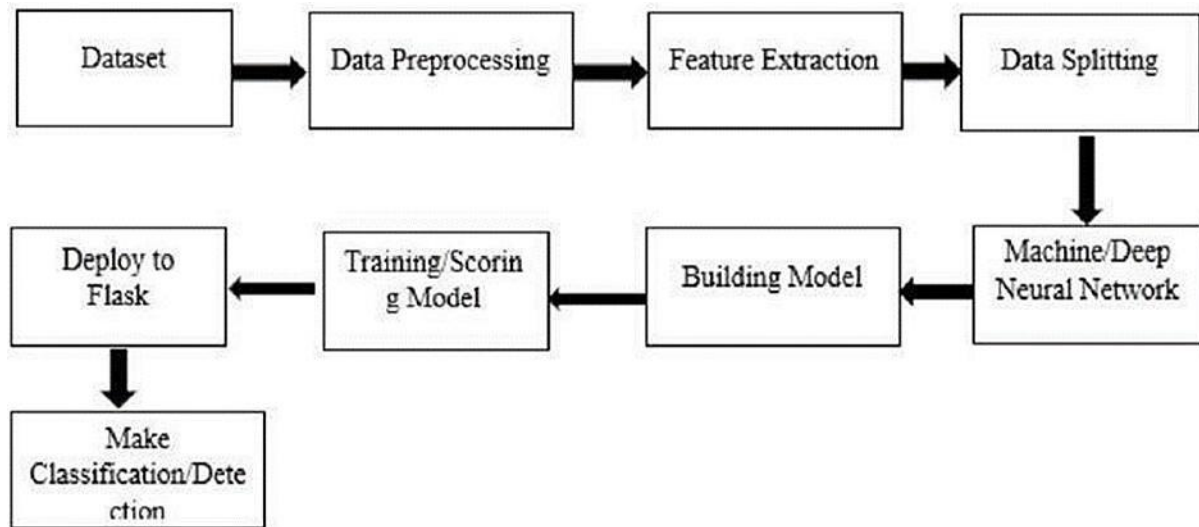 Dataset
Data Preprocessing
Feature Extraction
Data Splitting
Machine/Deep
Neural Network
Building Model
Training/Scorin
g Model
Deploy to
Flask
Make
Classification/Dete
ction